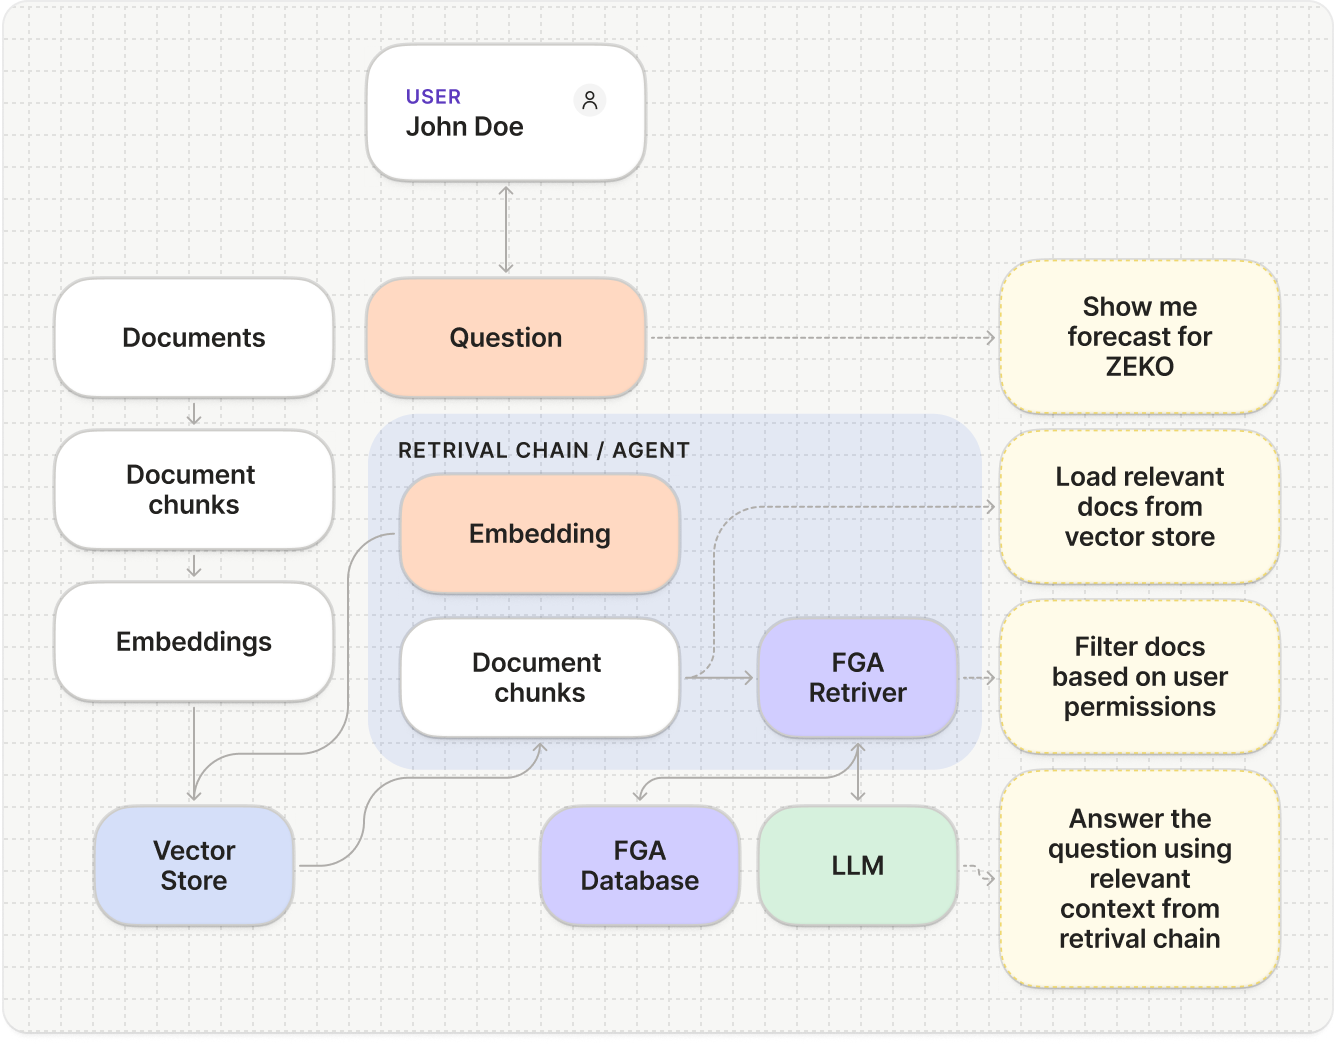 USER
John Doe
Documents
Question
Show me
forecast for
ZEKO
Document
chunks
RETRIVAL CHAIN / AGENT
Embedding
Load relevant
docs from
vector store
Embeddings
Document
chunks
FGA
Retriver
Filter docs
based on user
permissions
Vector
Store
FGA
Database
LLM
Answer the
question using
relevant
context from
retrival chain